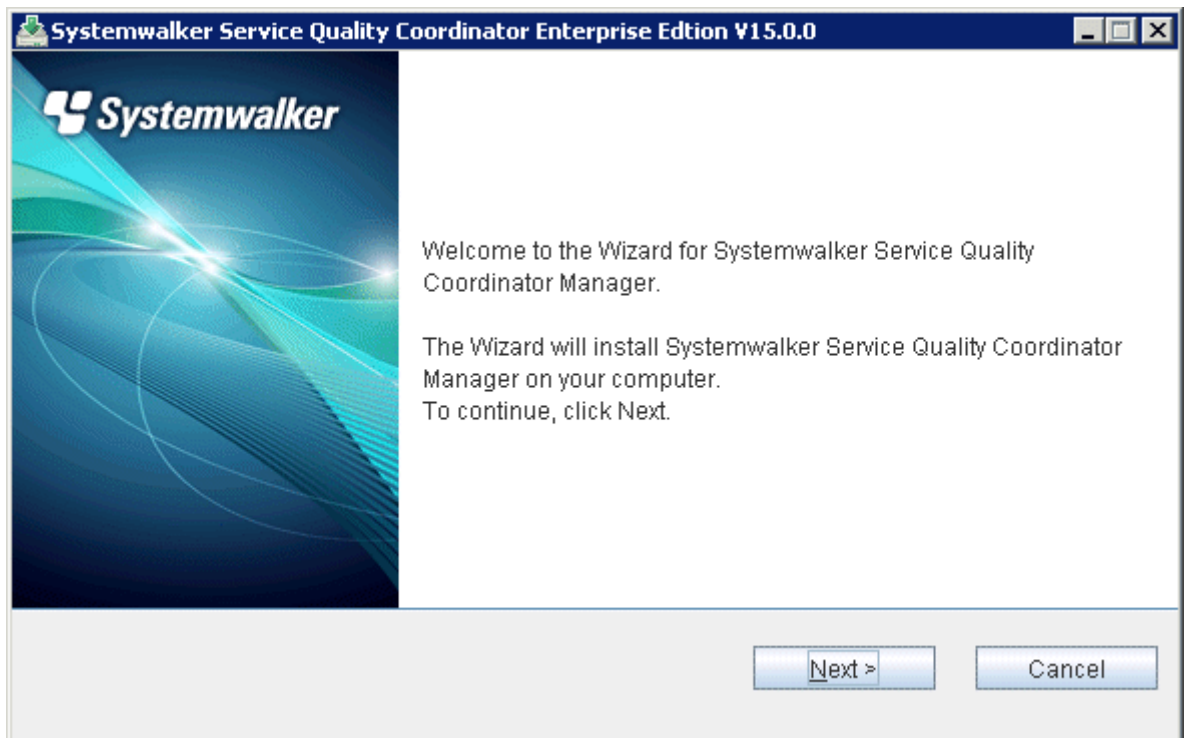 Systemwalker Service Quality Coordinator Enterprise Edtion V15.0.0
Systemwalker
Welcome to the Wizard for Systemwalker Service Quality
Coordinator Manager.
The Wizard will install Systemwalker Service Quality Coordinator
Manager on your computer.
To continue, click Next.
Next >
Cancel